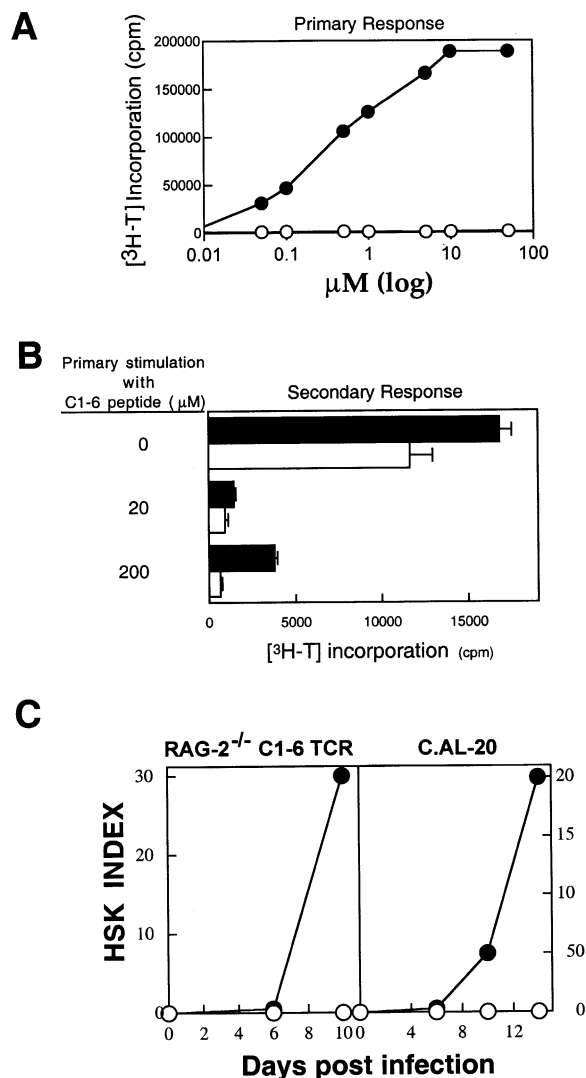 A
Primary Response
[³H-T] Incorporation (cpm)
200000
150000
100000
50000
0
0.01 0.1 1 10 100
µM (log)
B
Primary stimulation
with
C1-6 peptide (µM)
Secondary Response
0
20
200
0 5000 10000 15000
[³H-T] incorporation (cpm)
C
RAG-2-/- C1-6 TCR C.AL-20
HSK INDEX
30
20
10
0
20
15
10
50
0
0 2 4 6 8 10 0 4 8 12
Days post infection